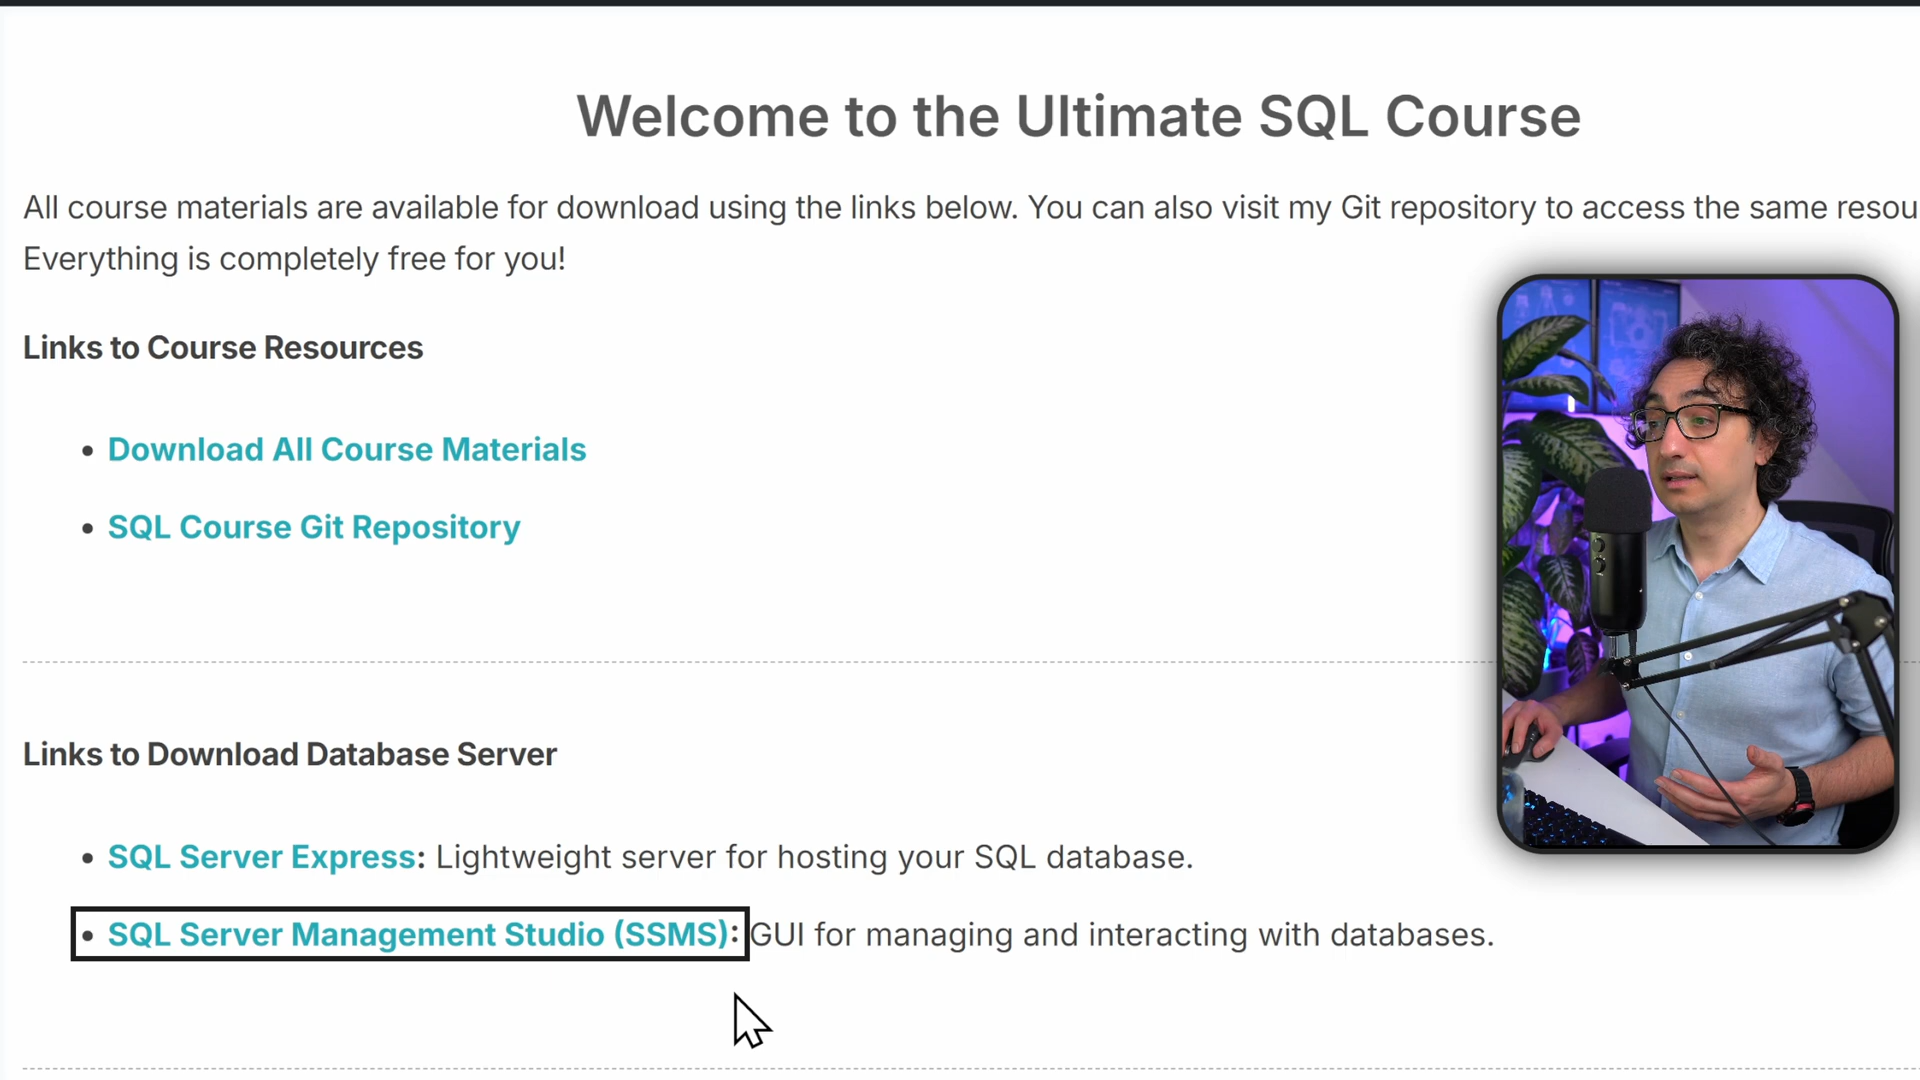 Welcome to the Ultimate SQL Course
All course materials are available for download using the links below. You can also visit my Git repository to access the same
Everything is completely free for you!
Links to Course Resources
• Download All Course Materials
• SQL Course Git Repository
Links to Download Database Server
• SQL Server Express: Lightweight server for hosting your SQL database.
• SQL Server Management Studio (SSMS): GUI for managing and interacting with databases.